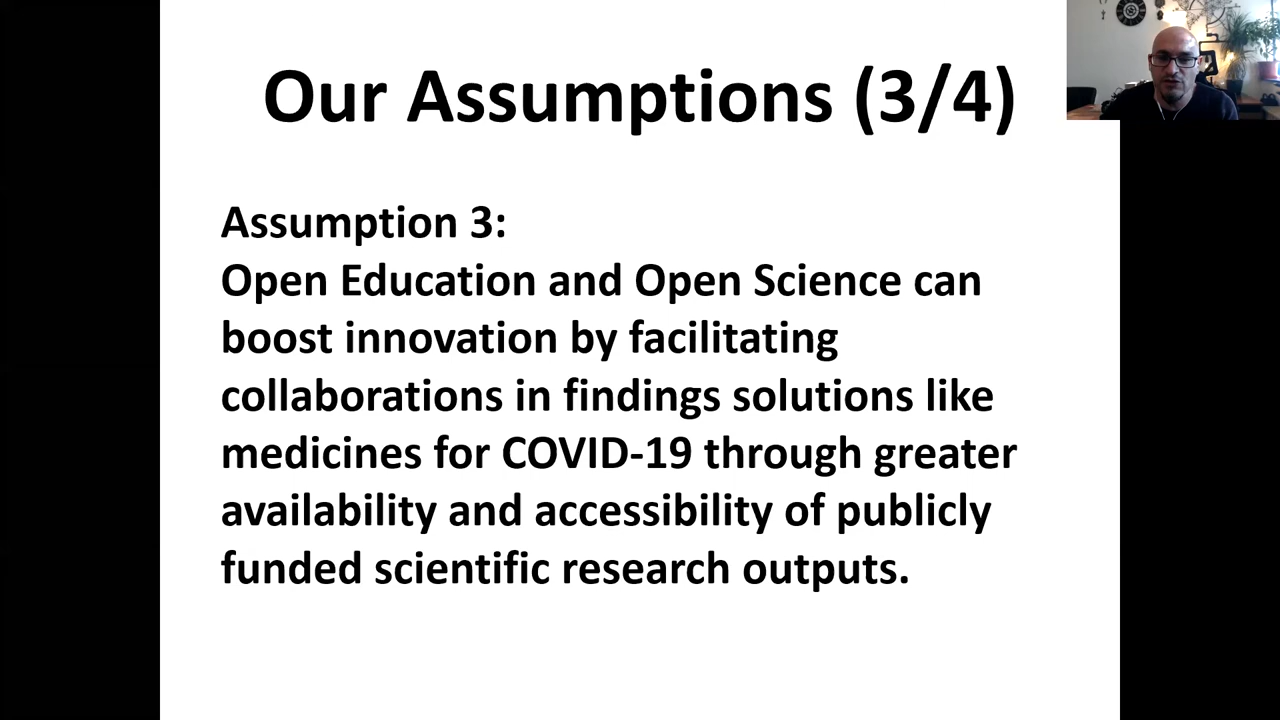 Our Assumptions (3/4)
Assumption 3:
Open Education and Open Science can
boost innovation by facilitating
collaborations in findings solutions like
medicines for COVID-19 through greater
availability and accessibility of publicly
funded scientific research outputs.